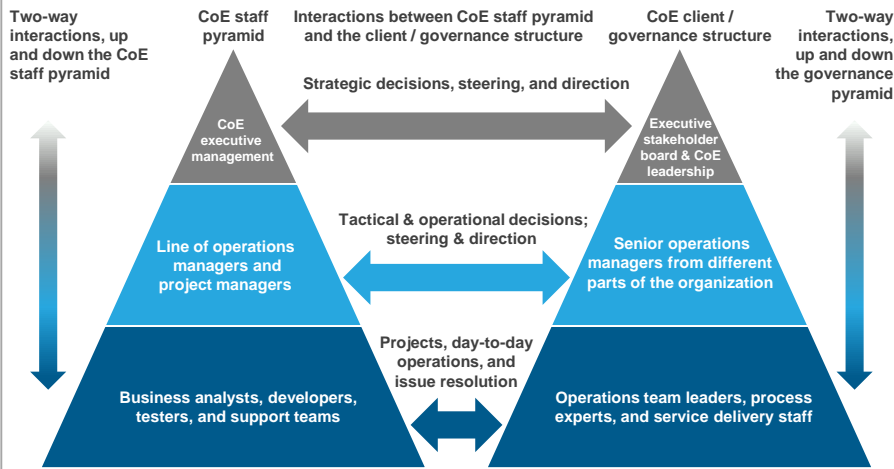 Two-way
interactions, up
and down the CoE
staff pyramid
CoE staff
pyramid
Interactions between CoE staff pyramid
and the client / governance structure
CoE client /
governance structure
Two-way
interactions,
up and down
the governance
pyramid
Strategic decisions, steering, and direction
CoE
executive
management
Executive
stakeholder
board & CoE
leadership
Tactical & operational decisions;
steering & direction
Line of operations
managers and
project managers
Senior operations
managers from different
parts of the organization
Projects, day-to-day
operations, and
issue resolution
Business analysts, developers,
testers, and support teams
Operations team leaders, process
experts, and service delivery staff